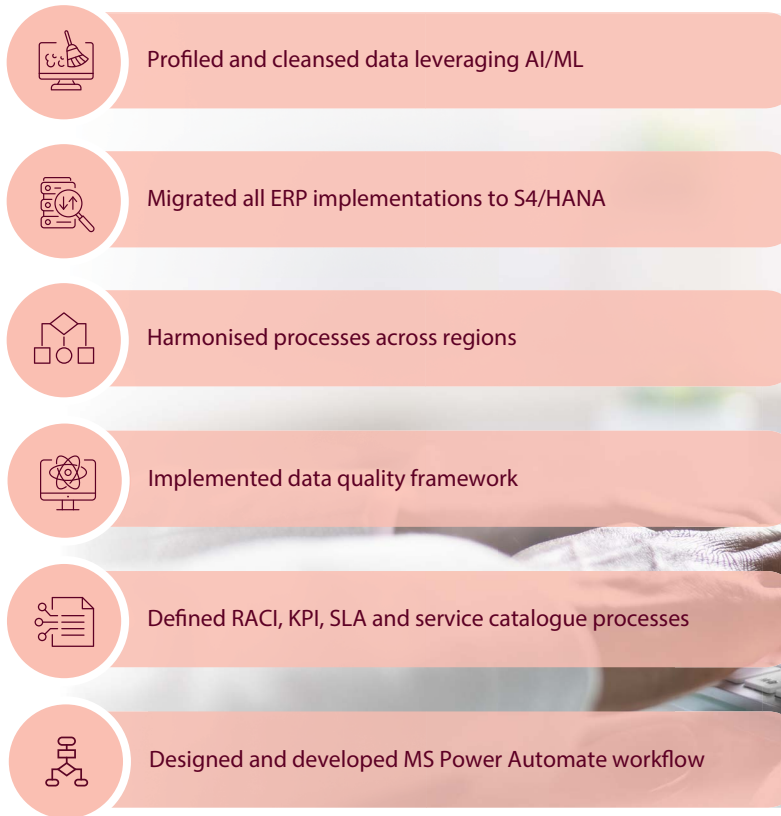 Profiled and cleansed data leveraging AI/ML
Migrated all ERP implementations to S4/HANA
Harmonised processes across regions
Implemented data quality framework
Defined RACI, KPI, SLA and service catalogue processes
Designed and developed MS Power Automate workflow